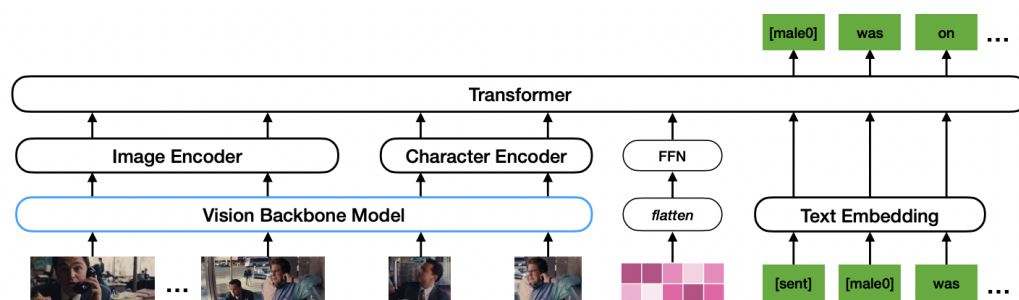 [male0] was on ...
Transformer
Image Encoder Character Encoder FFN
Vision Backbone Model flatten Text Embedding
... [sent] [male0] was ...